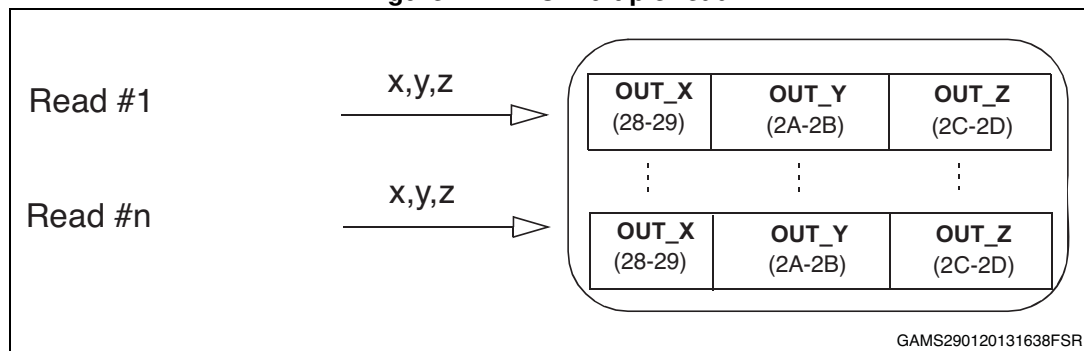 Read #1
x,y,z
OUT_X OUT_Y OUT_Z
(28-29) (2A-2B) (2C-2D)
Read #n
x,y,z
OUT_X OUT_Y OUT_Z
(28-29) (2A-2B) (2C-2D)
GAMS290120131638FSR